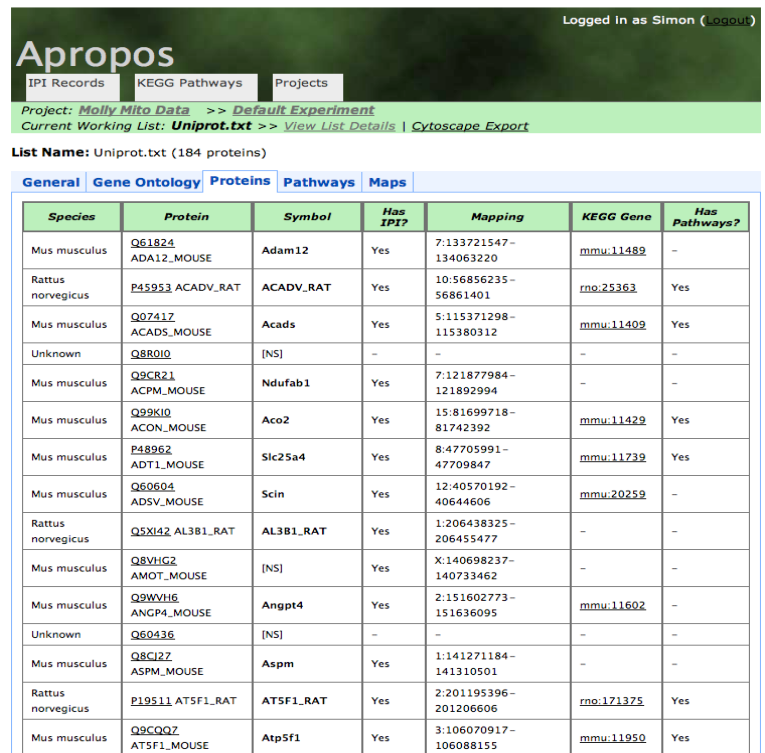 Logged in as Simon (Logout)
Apropos
IPI Records KEGG Pathways Projects
Project: Molly Mito Data >> Default Experiment
Current Working List: Uniprot.txt >> View List Details | Cytoscape Export
List Name: Uniprot.txt (184 proteins)
General Gene Ontology Proteins Pathways Maps
Species Protein Symbol Has IPI? Mapping KEGG Gene Has Pathways?
Mus musculus Q61824 ADA12_MOUSE Adam12 Yes 7:133721547-134063220 mmu:11489 -
Rattus norvegicus P45953 ACADV_RAT ACADV_RAT Yes 10:56856235-56861401 rno:25363 Yes
Mus musculus Q07417 ACADS_MOUSE Acads Yes 5:115371298-115380312 mmu:11409 Yes
Unknown Q8R0I0 [NS] - - - -
Mus musculus Q9CR21 ACPM_MOUSE Ndufab1 Yes 7:121877984-121892994 - -
Mus musculus Q99KI0 ACON_MOUSE Aco2 Yes 15:81699718-81742392 mmu:11429 Yes
Mus musculus P48962 ADT1_MOUSE Slc25a4 Yes 8:47705991-47709847 mmu:11739 Yes
Mus musculus Q60604 ADSV_MOUSE Scin Yes 12:40570192-40644606 mmu:20259 -
Rattus norvegicus Q5XI42 AL3B1_RAT AL3B1_RAT Yes 1:206438325-206455477 - -
Mus musculus Q8VHG2 AMOT_MOUSE [NS] Yes X:140698237-140733462 - -
Mus musculus Q9WVH6 ANGP4_MOUSE Angpt4 Yes 2:151602773-151636095 mmu:11602 -
Unknown Q60436 [NS] - - - -
Mus musculus Q8CJ27 ASPM_MOUSE Aspm Yes 1:141271184-141310501 - -
Rattus norvegicus P19511 AT5F1_RAT AT5F1_RAT Yes 2:201195396-201206606 rno:171375 Yes
Mus musculus Q9CQQ7 AT5F1_MOUSE Atp5f1 Yes 3:106070917-106088155 mmu:11950 Yes